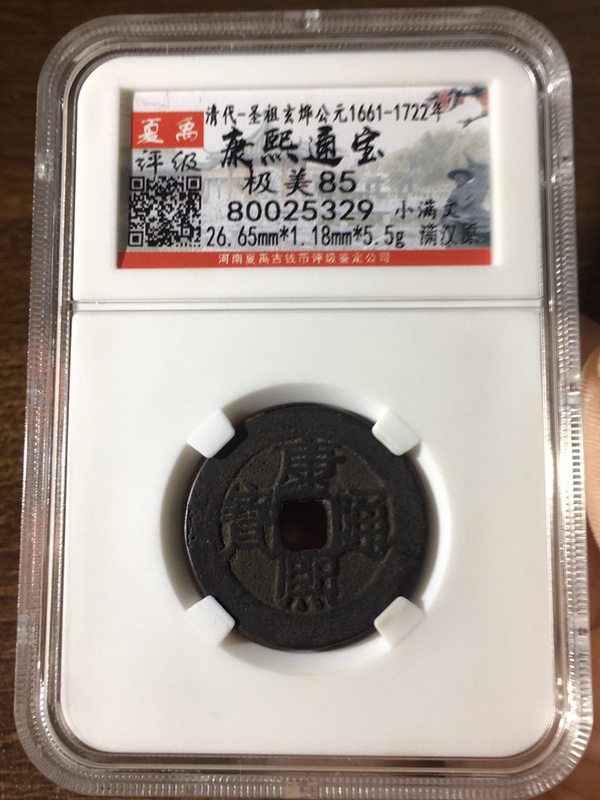 清代-圣祖玄烨公元1661-1722年
夏禹
评级
康熙通宝
极美85
80025329 小满文
26.65mm*1.18mm*5.5g 满汉原
河南夏禹古钱币评级鉴定公司
康熙通寶